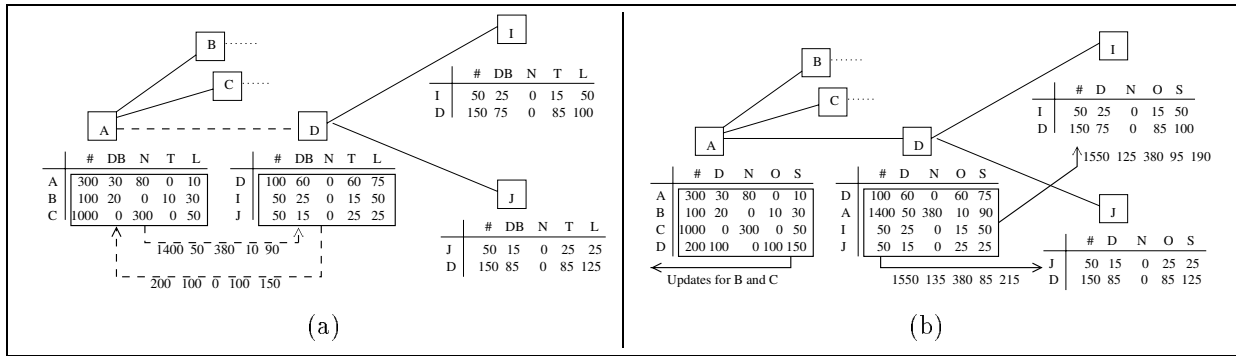 B
C
A
D
I
# DB N T L
I 50 25 0 15 50
D 150 75 0 85 100
# DB N T L
A 300 30 80 0 10
B 100 20 0 10 30
C 1000 0 300 0 50
# DB N T L
D 100 60 0 60 75
I 50 25 0 15 50
J 50 15 0 25 25
J
# DB N T L
J 50 15 0 25 25
D 150 85 0 85 125
1400 50 380 10 90
200 100 0 100 150
(a)
B
C
A
D
I
# D N O S
I 50 25 0 15 50
D 150 75 0 85 100
1550 125 380 95 190
# D N O S
A 300 30 80 0 10
B 100 20 0 10 30
C 1000 0 300 0 50
D 200 100 0 100 150
# D N O S
D 100 60 0 60 75
A 1400 50 380 10 90
I 50 25 0 15 50
J 50 15 0 25 25
J
# D N O S
J 50 15 0 25 25
D 150 85 0 85 125
Updates for B and C
1550 135 380 85 215
(b)